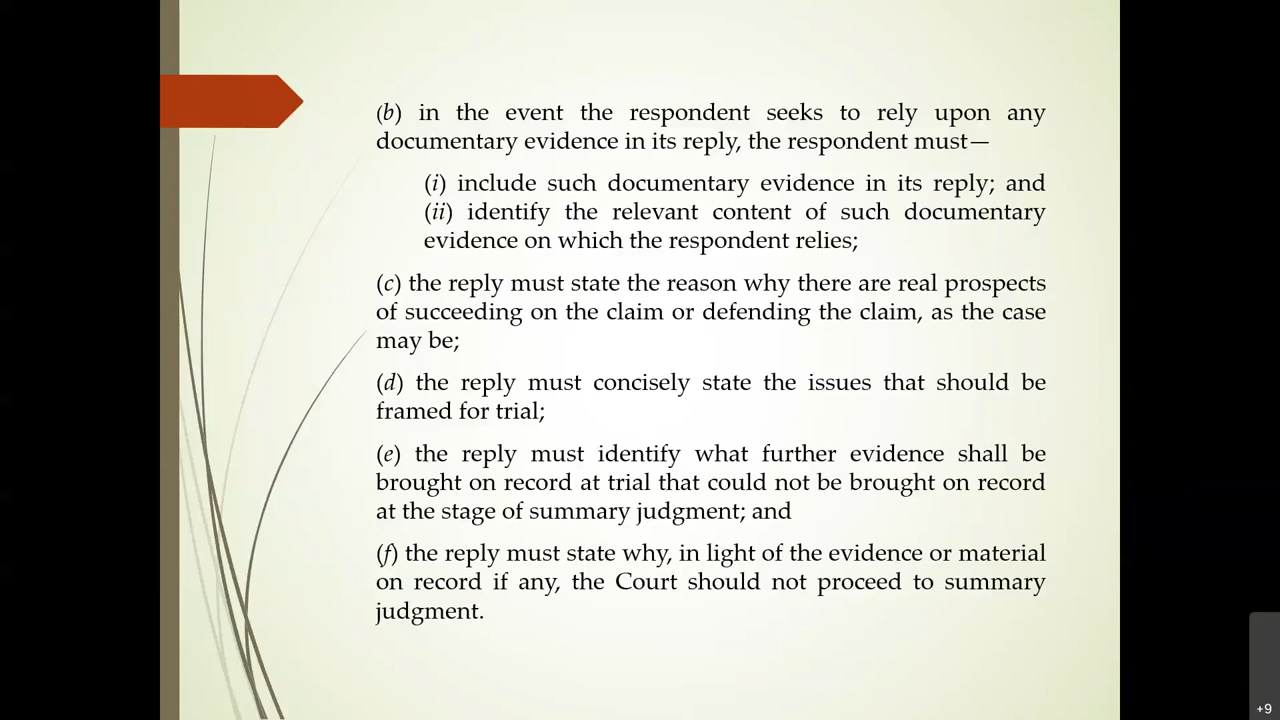 (b) in the event the respondent seeks to rely upon any
documentary evidence in its reply, the respondent must—
(i) include such documentary evidence in its reply; and
(ii) identify the relevant content of such documentary
evidence on which the respondent relies;
(c) the reply must state the reason why there are real prospects
of succeeding on the claim or defending the claim, as the case
may be;
(d) the reply must concisely state the issues that should be
framed for trial;
(e) the reply must identify what further evidence shall be
brought on record at trial that could not be brought on record
at the stage of summary judgment; and
(f) the reply must state why, in light of the evidence or material
on record if any, the Court should not proceed to summary
judgment.
+9